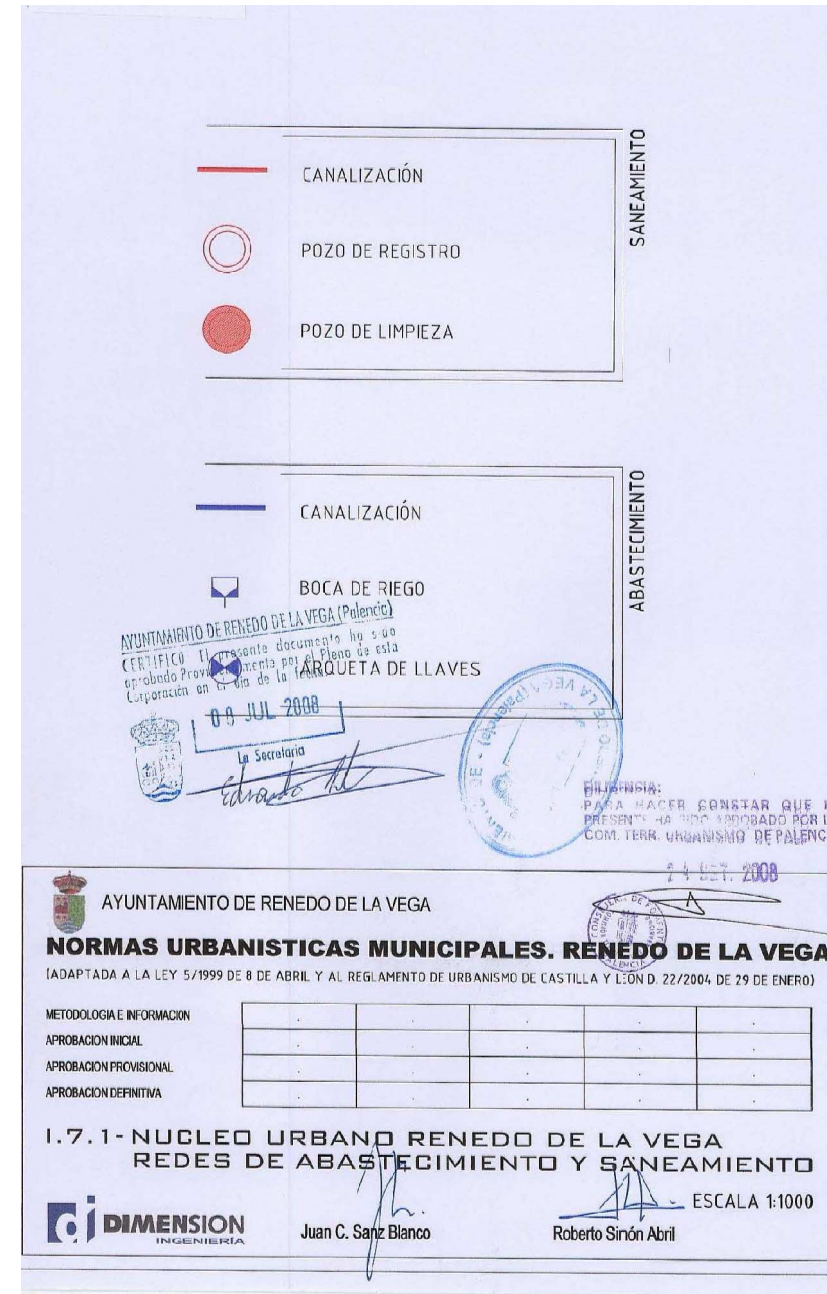 SANEAMIENTO
CANALIZACIÓN
POZO DE REGISTRO
POZO DE LIMPIEZA
ABASTECIMIENTO
CANALIZACIÓN
BOCA DE RIEGO
ARQUETA DE LLAVES
AYUNTAMIENTO DE RENEDO DE LA VEGA (Palencia)
CERTIFICO El presente documento ha sido
aprobado por el Pleno de esta
Corporación en el día de la fecha
09 JUL 2008
La Secretaria
DILIGENCIA:
PARA HACER CONSTAR QUE
PRESENTE HA SIDO APROBADO POR
COM. TERR. URBANISMO DE PALENC
2008
AYUNTAMIENTO DE RENEDO DE LA VEGA
NORMAS URBANISTICAS MUNICIPALES. RENEDO DE LA VEGA
(ADAPTADA A LA LEY 5/1999 DE 8 DE ABRIL Y AL REGLAMENTO DE URBANISMO DE CASTILLA Y LEON D. 22/2004 DE 29 DE ENERO)
METODOLOGIA E INFORMACION
APROBACION INICIAL
APROBACION PROVISIONAL
APROBACION DEFINITIVA
I.7.1- NUCLEO URBANO RENEDO DE LA VEGA
REDES DE ABASTECIMIENTO Y SANEAMIENTO
ESCALA 1:1000
di DIMENSION
INGENIERÍA
Juan C. Sanz Blanco
Roberto Sinón Abril